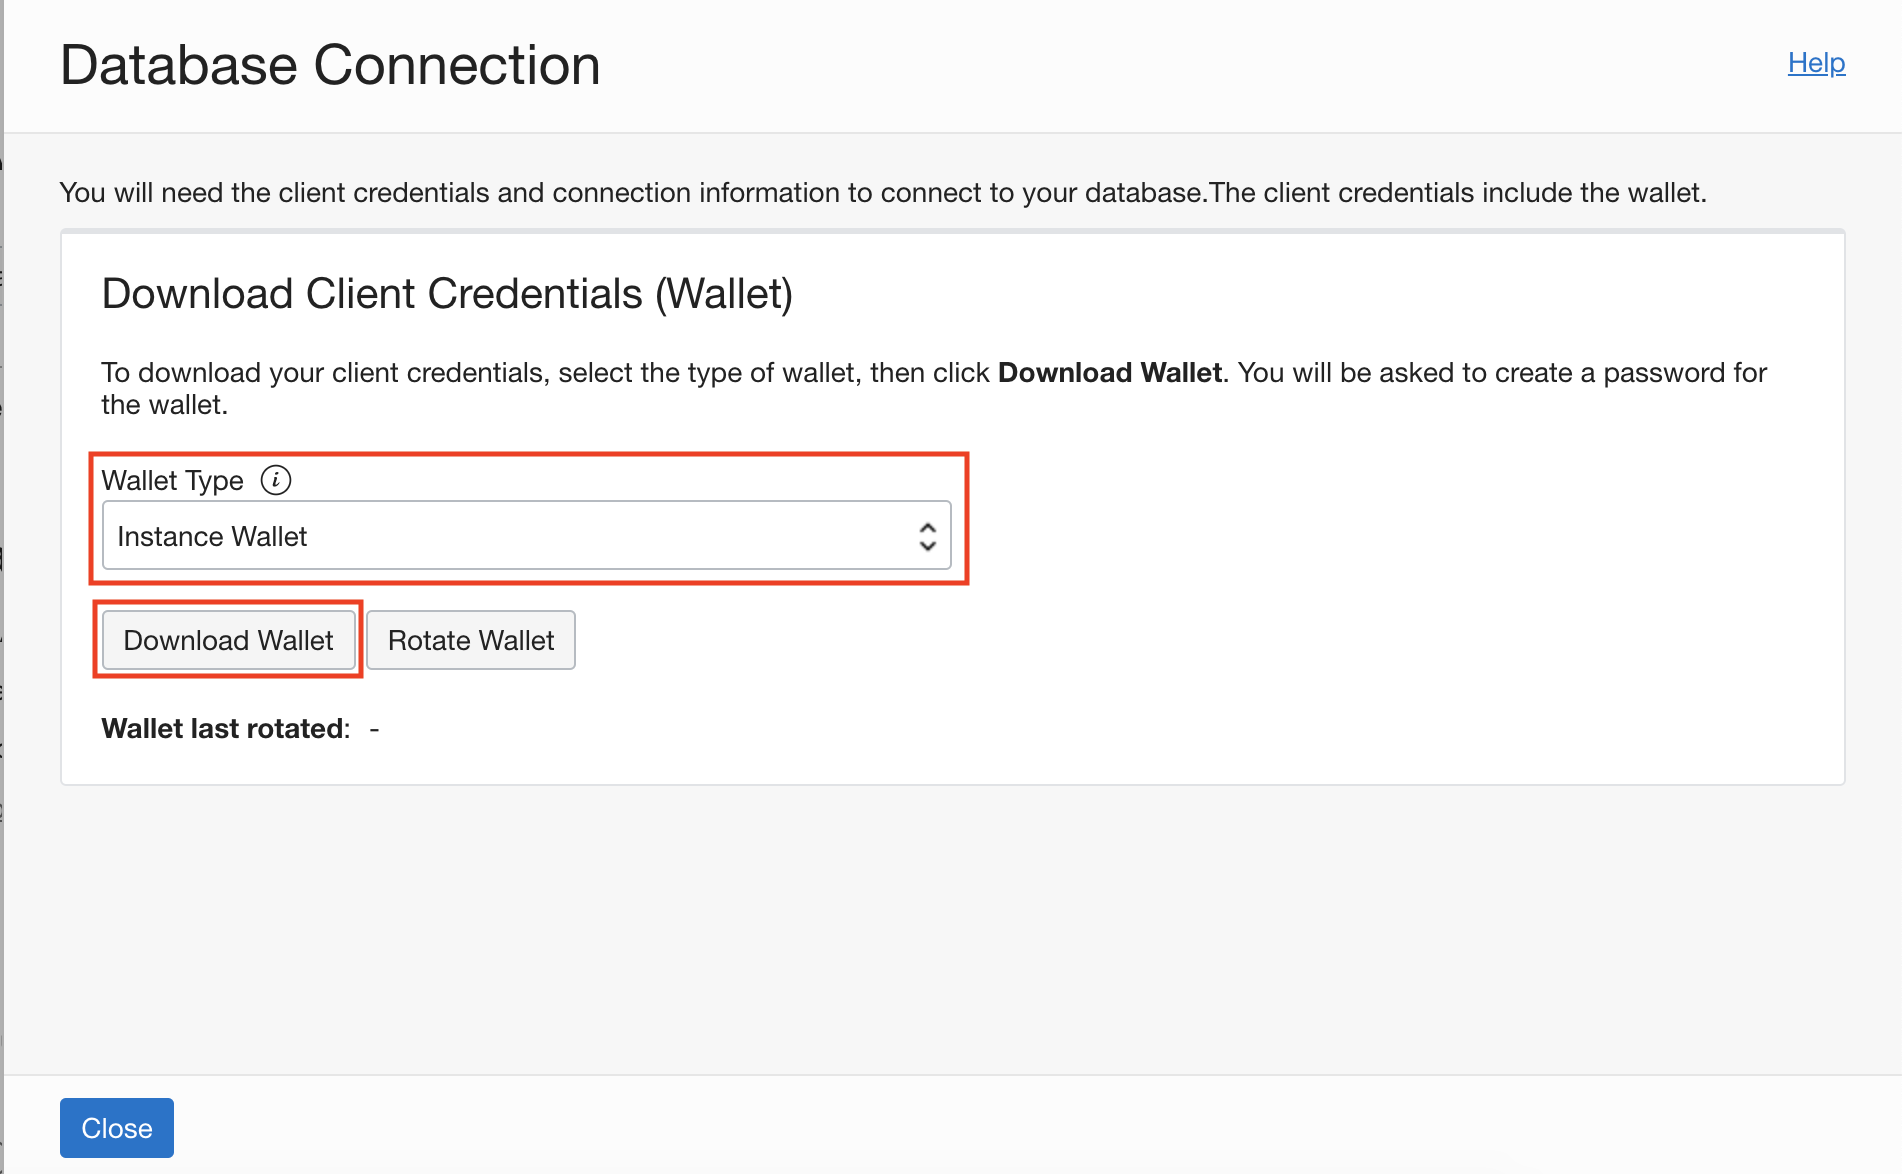 Database Connection
Help
You will need the client credentials and connection information to connect to your database.The client credentials include the wallet.
Download Client Credentials (Wallet)
To download your client credentials, select the type of wallet, then click Download Wallet. You will be asked to create a password for
the wallet.
Wallet Type
Instance Wallet
Download Wallet
Rotate Wallet
Wallet last rotated: -
Close